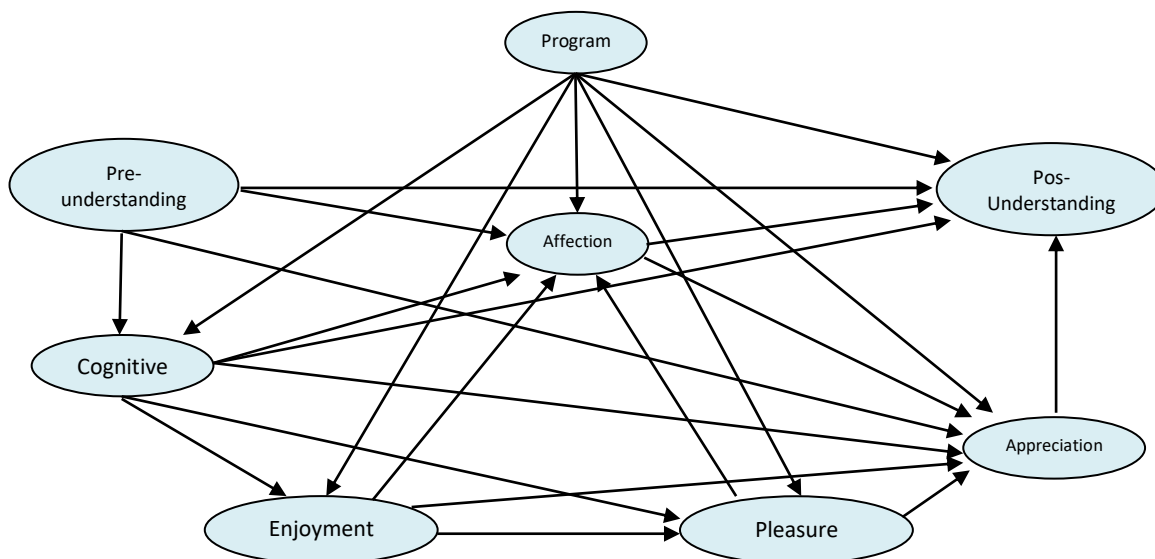 Program
Pre-
understanding
Pos-
Understanding
Affection
Cognitive
Appreciation
Enjoyment
Pleasure